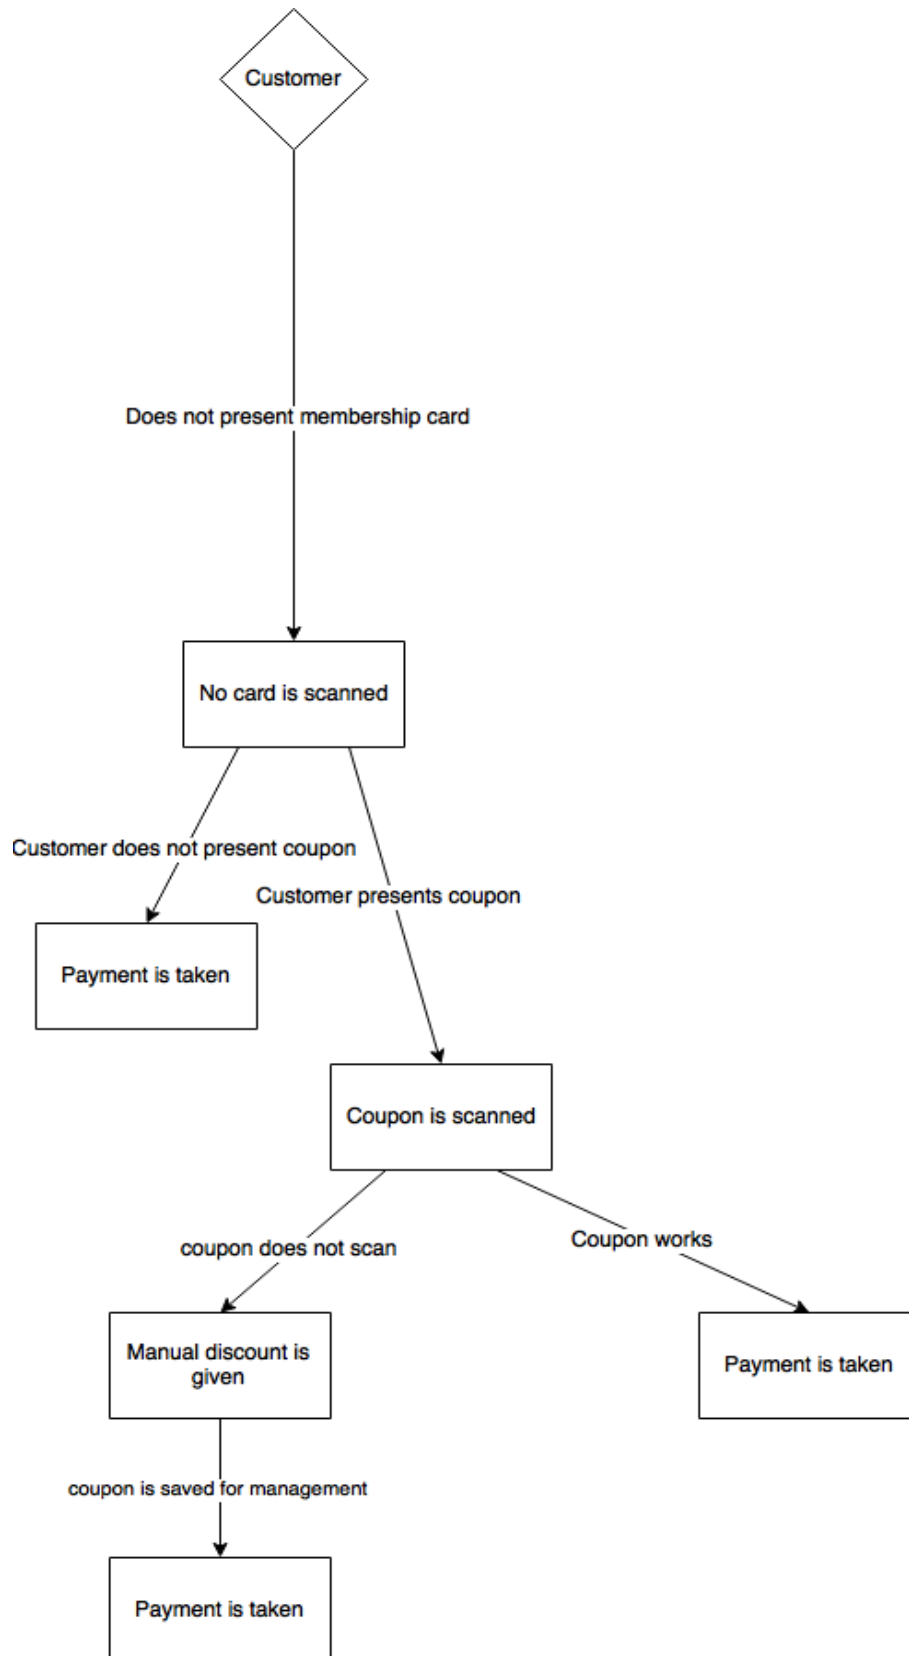 Customer
Does not present membership card
No card is scanned
Customer does not present coupon
Customer presents coupon
Payment is taken
Coupon is scanned
coupon does not scan
Coupon works
Manual discount is
given
Payment is taken
coupon is saved for management
Payment is taken